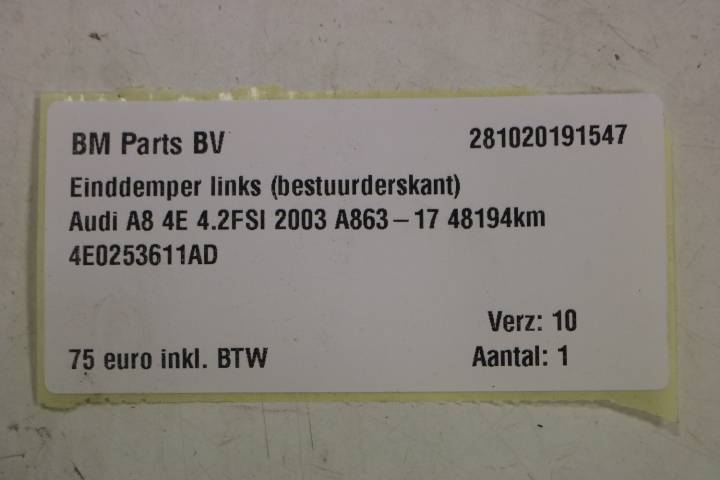 BM Parts BV 281020191547
Einddemper links (bestuurderskant)
Audi A8 4E 4.2FSI 2003 A863-17 48194km
4E0253611AD
Verz: 10
75 euro inkl. BTW Aantal: 1